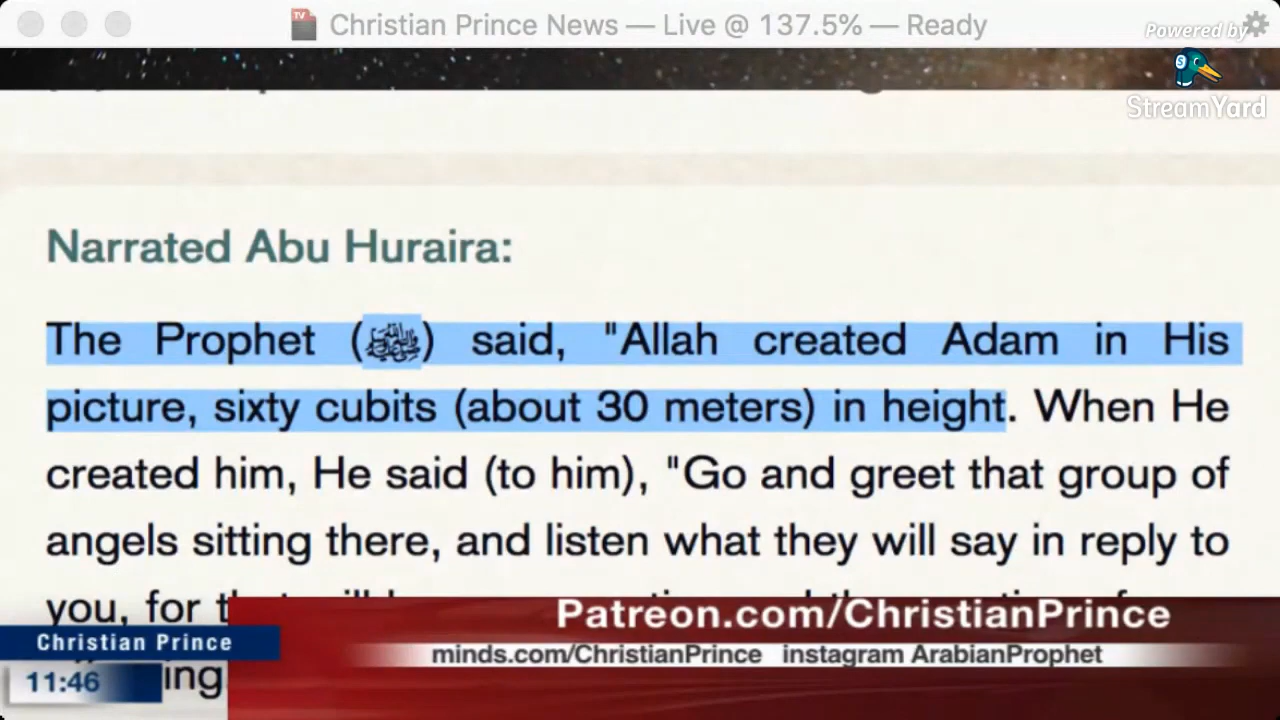 Christian Prince News — Live @ 137.5% — Ready
Powered by
StreamYard
Narrated Abu Huraira:
The Prophet (ﷺ) said, "Allah created Adam in His
picture, sixty cubits (about 30 meters) in height. When He
created him, He said (to him), "Go and greet that group of
angels sitting there, and listen what they will say in reply to
you, for
Patreon.com/ChristianPrince
Christian Prince
minds.com/ChristianPrince instagram ArabianProphet
11:46
ing